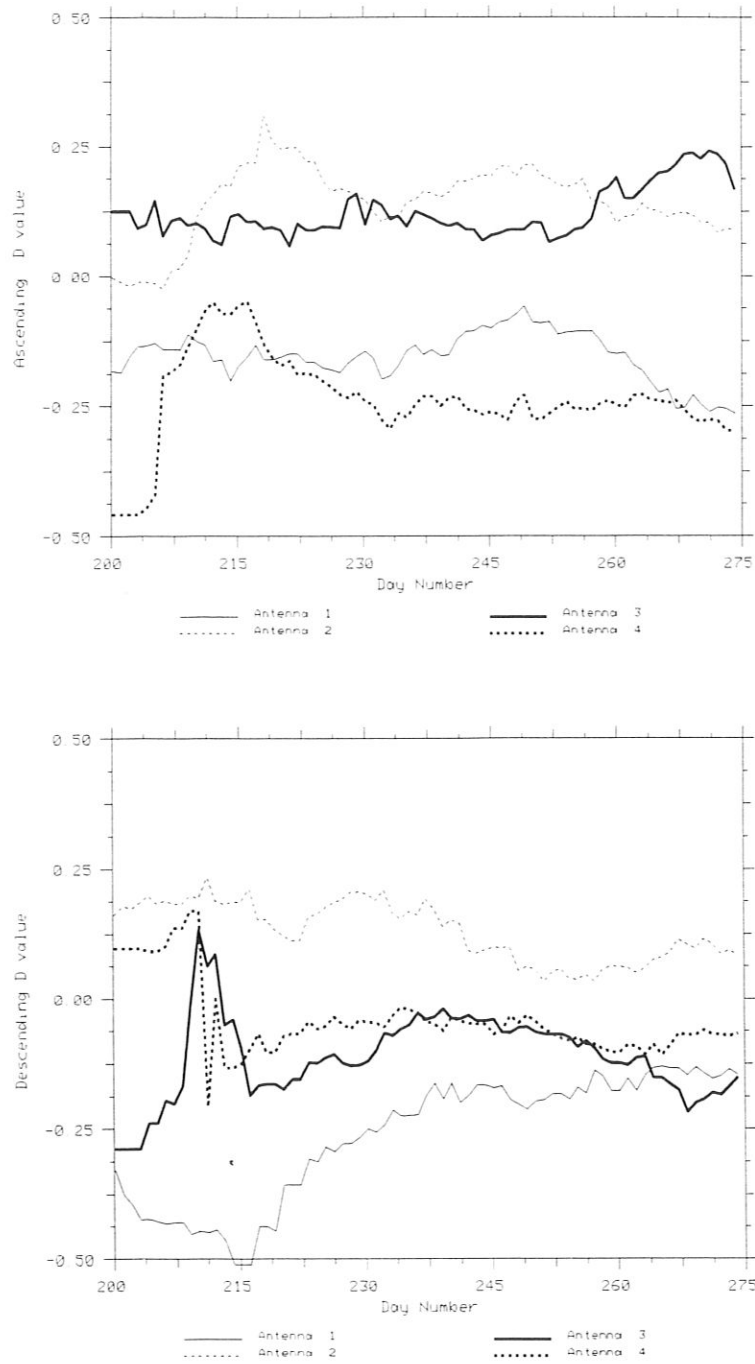 0.50
0.25
0.00
-0.25
-0.50
Ascending D value
200 215 230 245 260 275
Day Number
Antenna 1 Antenna 3
Antenna 2 Antenna 4
0.50
0.25
0.00
-0.25
-0.50
Descending D value
200 215 230 245 260 275
Day Number
Antenna 1 Antenna 3
Antenna 2 Antenna 4